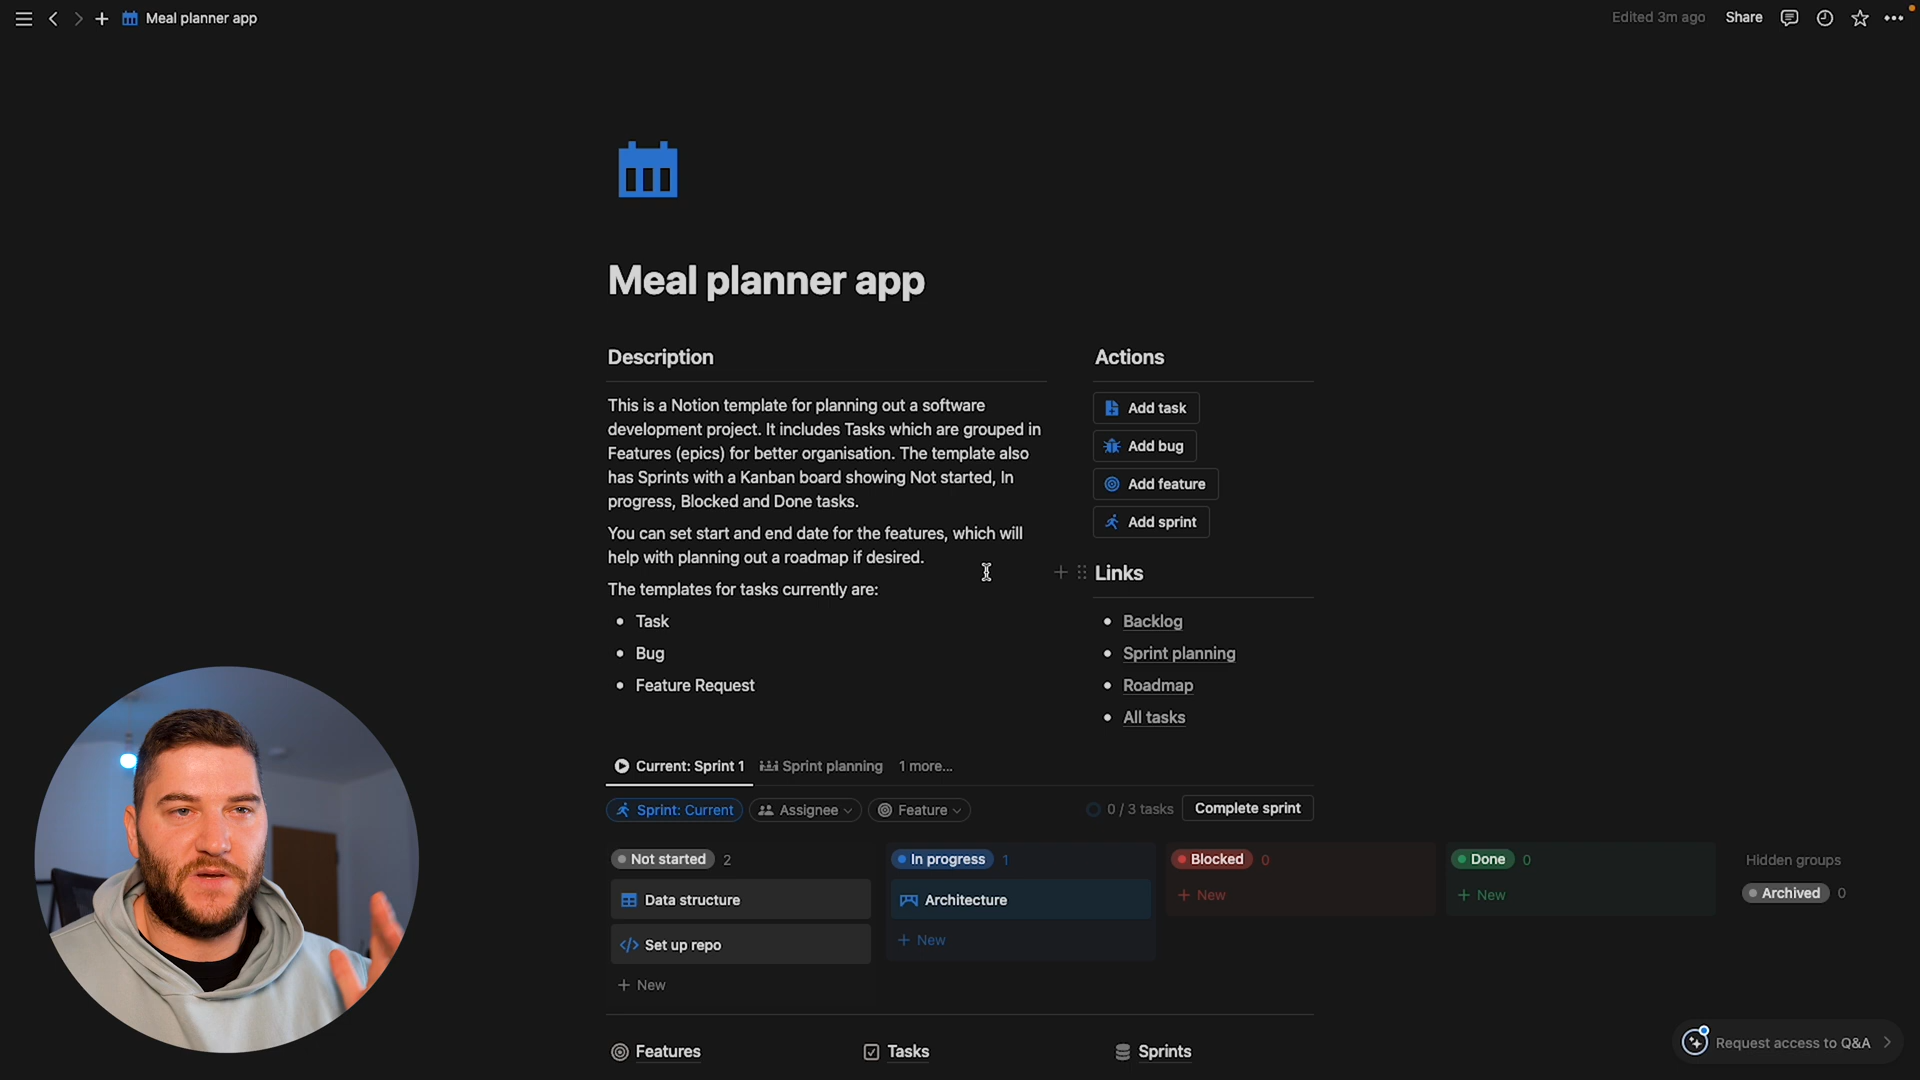 Meal planner app
Edited 3m ago
Share
Meal planner app
Description
This is a Notion template for planning out a software
development project. It includes Tasks which are grouped in
Features (epics) for better organisation. The template also
has Sprints with a Kanban board showing Not started, In
progress, Blocked and Done tasks.
You can set start and end date for the features, which will
help with planning out a roadmap if desired.
The templates for tasks currently are:
• Task
• Bug
• Feature Request
Actions
Add task
Add bug
Add feature
Add sprint
Links
• Backlog
• Sprint planning
• Roadmap
• All tasks
Current: Sprint 1
Sprint planning
1 more...
Sprint: Current
Assignee
Feature
0 / 3 tasks
Complete sprint
Not started 2
Data structure
Set up repo
+ New
In progress 1
Architecture
+ New
Blocked 0
+ New
Done 0
+ New
Hidden groups
Archived 0
Features
Tasks
Sprints
Request access to Q&A